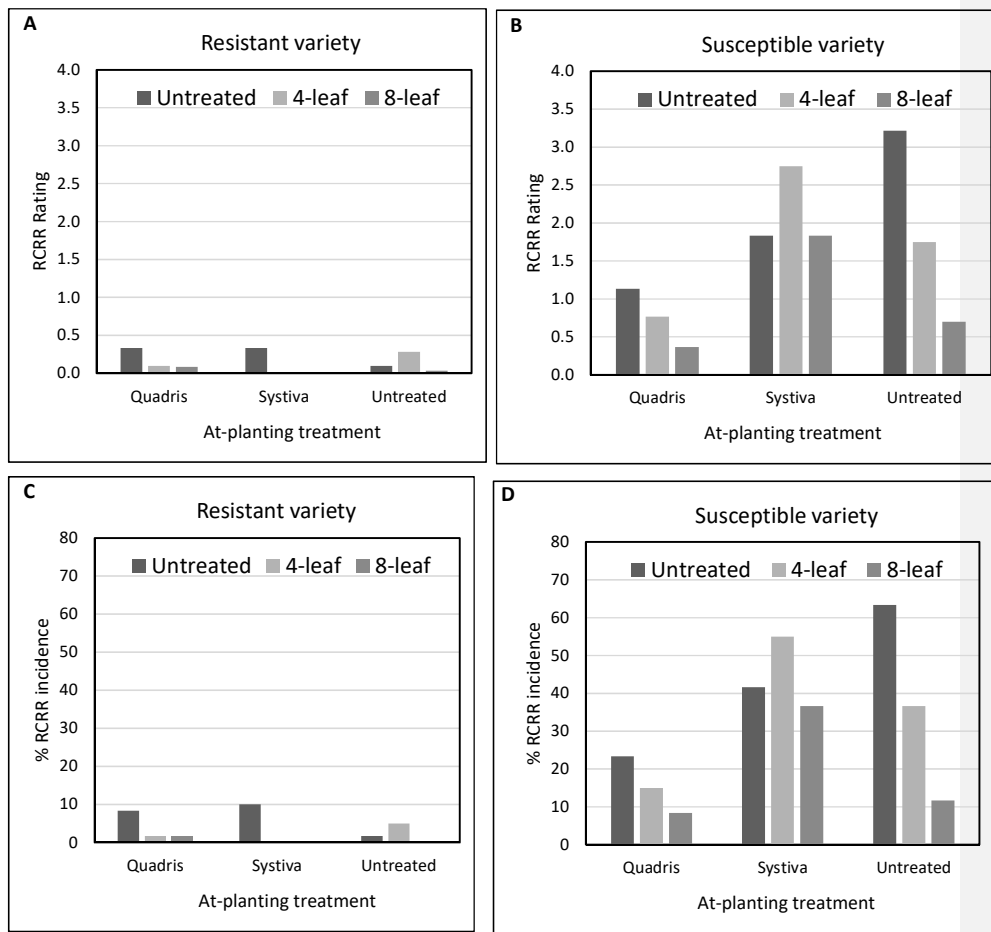 A
Resistant variety
4.0
3.5
3.0
2.5
2.0
1.5
1.0
0.5
0.0
RCRR Rating
Untreated 4-leaf 8-leaf
Quadris Systiva Untreated
At-planting treatment
B
Susceptible variety
4.0
3.5
3.0
2.5
2.0
1.5
1.0
0.5
0.0
RCRR Rating
Untreated 4-leaf 8-leaf
Quadris Systiva Untreated
At-planting treatment
C
Resistant variety
80
70
60
50
40
30
20
10
0
% RCRR incidence
Untreated 4-leaf 8-leaf
Quadris Systiva Untreated
At-planting treatment
D
Susceptible variety
80
70
60
50
40
30
20
10
0
% RCRR incidence
Untreated 4-leaf 8-leaf
Quadris Systiva Untreated
At-planting treatment